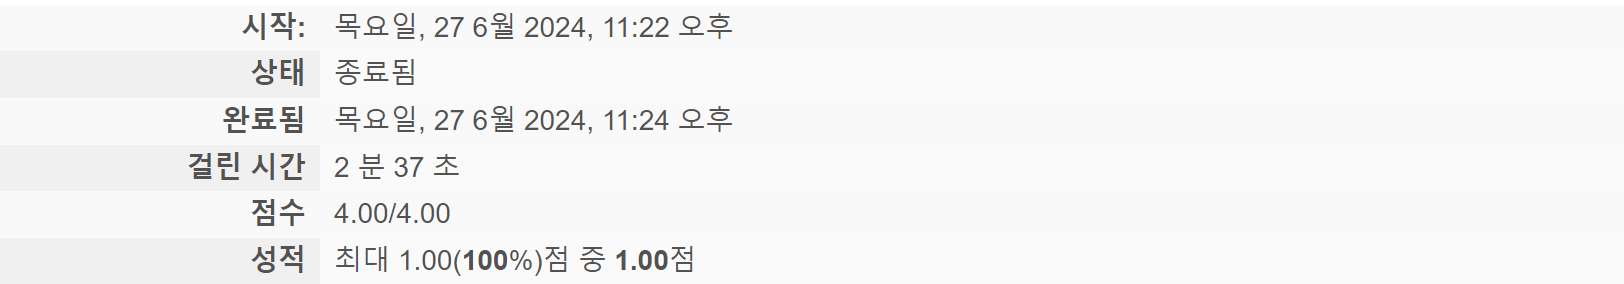 시작: 목요일, 27 6월 2024, 11:22 오후
상태 종료됨
완료됨 목요일, 27 6월 2024, 11:24 오후
걸린 시간 2 분 37 초
점수 4.00/4.00
성적 최대 1.00(100%)점 중 1.00점